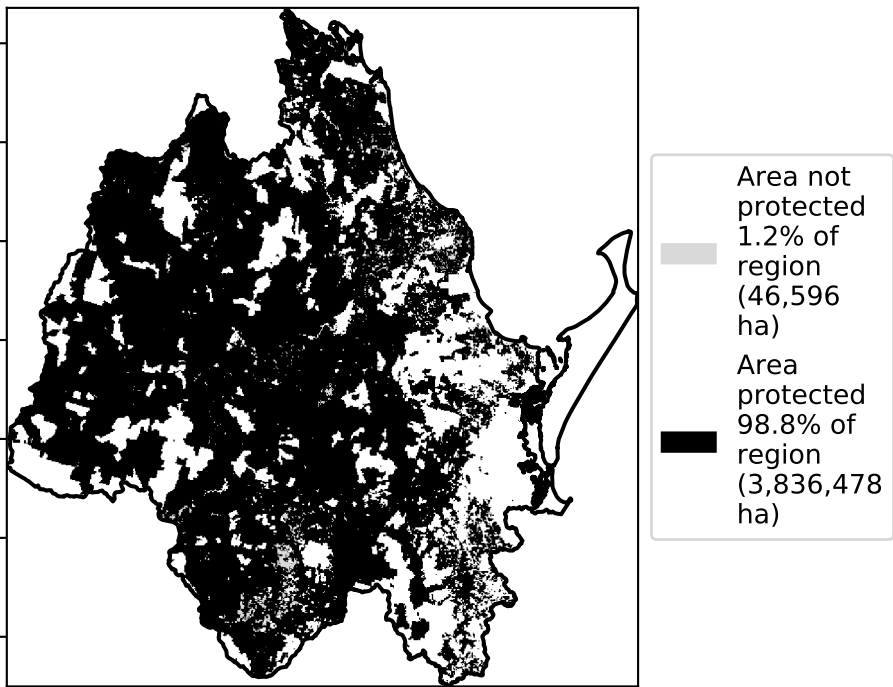 Area not
protected
1.2% of
region
(46,596
ha)
Area
protected
98.8% of
region
(3,836,478
ha)